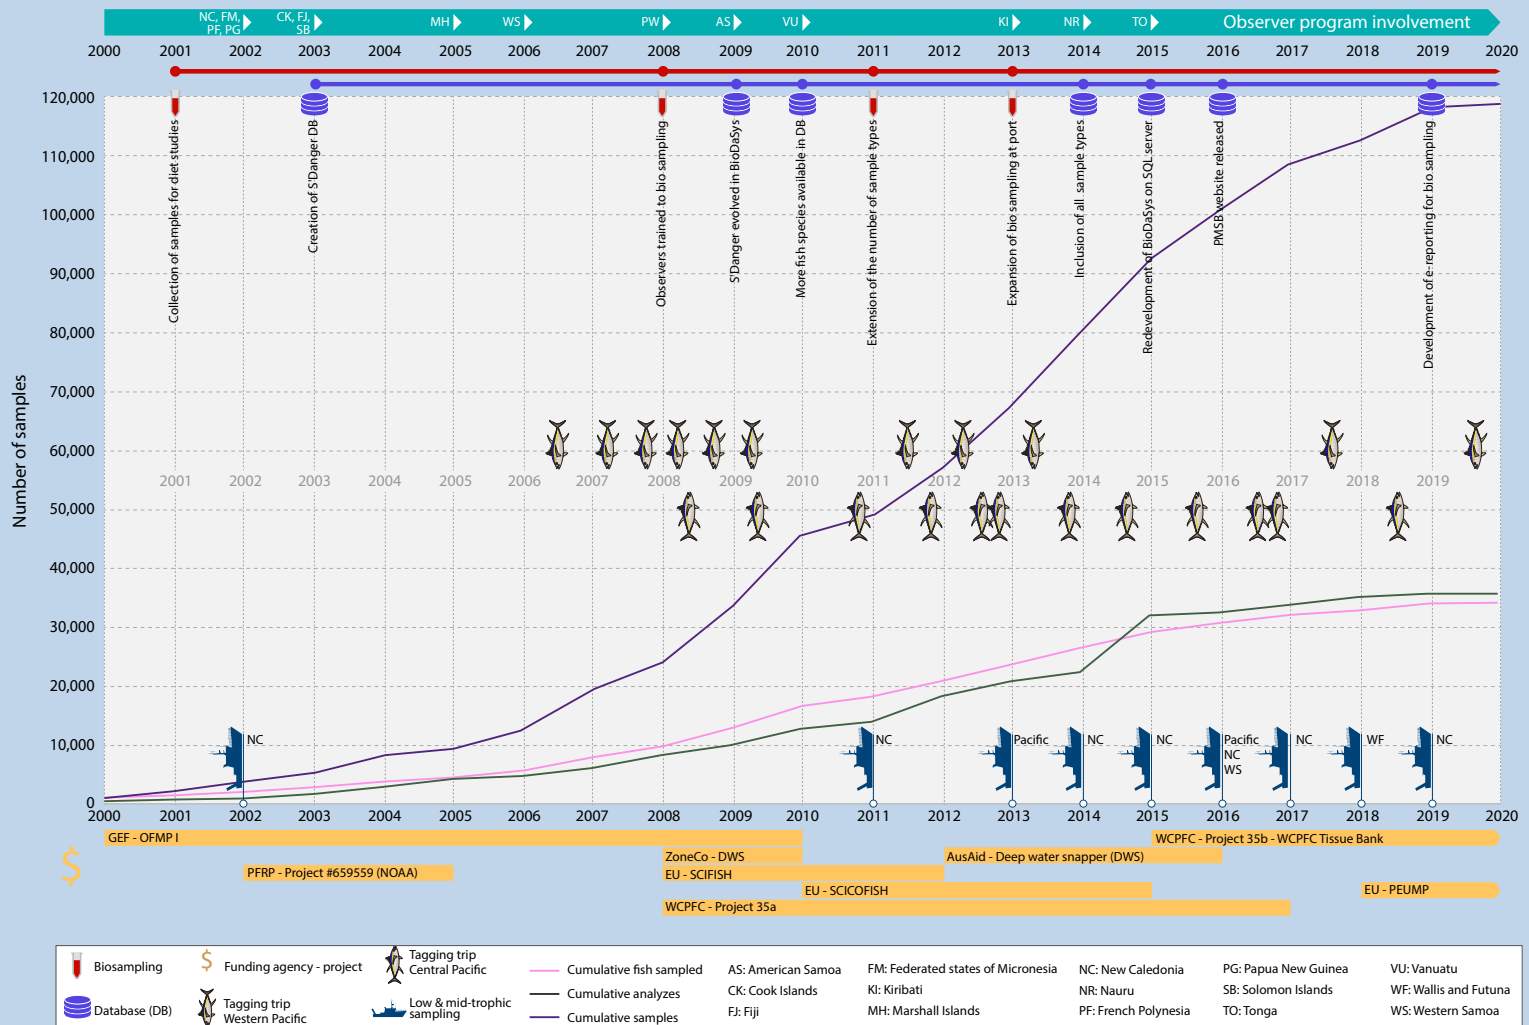 NC, FM,
PF, PG
CK, FJ,
SB
MH
WS
PW
AS
VU
KI
NR
TO
Observer program involvement
2000 2001 2002 2003 2004 2005 2006 2007 2008 2009 2010 2011 2012 2013 2014 2015 2016 2017 2018 2019 2020
Number of samples
120,000
110,000
100,000
90,000
80,000
70,000
60,000
50,000
40,000
30,000
20,000
10,000
0
Collection of samples for diet studies
Creation of S'Danger DB
Observers trained to bio sampling
S'Danger evolved in BioDaSys
More fish species available in DB
Extension of the number of sample types
Expansion of bio sampling at port
Inclusion of all sample types
Redevelopment of BioDaSys on SQL server
PMSB website released
Development of e-reporting for bio sampling
2001 2002 2003 2004 2005 2006 2007 2008 2009 2010 2011 2012 2013 2014 2015 2016 2017 2018 2019
NC
NC
Pacific
NC
NC
Pacific
NC
WS
NC
WF
NC
2000 2001 2002 2003 2004 2005 2006 2007 2008 2009 2010 2011 2012 2013 2014 2015 2016 2017 2018 2019 2020
$
GEF - OFMP I
WCPFC - Project 35b - WCPFC Tissue Bank
ZoneCo - DWS
AusAid - Deep water snapper (DWS)
PFRP - Project #659559 (NOAA)
EU - SCIFISH
EU - SCICOFISH
EU - PEUMP
WCPFC - Project 35a
Biosampling
Database (DB)
$
Funding agency - project
Tagging trip
Western Pacific
Tagging trip
Central Pacific
Low & mid-trophic
sampling
Cumulative fish sampled
Cumulative analyzes
Cumulative samples
AS: American Samoa
CK: Cook Islands
FJ: Fiji
FM: Federated states of Micronesia
KI: Kiribati
MH: Marshall Islands
NC: New Caledonia
NR: Nauru
PF: French Polynesia
PG: Papua New Guinea
SB: Solomon Islands
TO: Tonga
VU: Vanuatu
WF: Wallis and Futuna
WS: Western Samoa